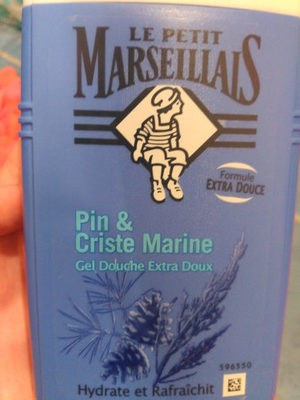 LE PETIT
MARSEILLAIS
Formule
EXTRA DOUCE
Pin &
Criste Marine
Gel Douche Extra Doux
596550
Hydrate et Rafraîchit